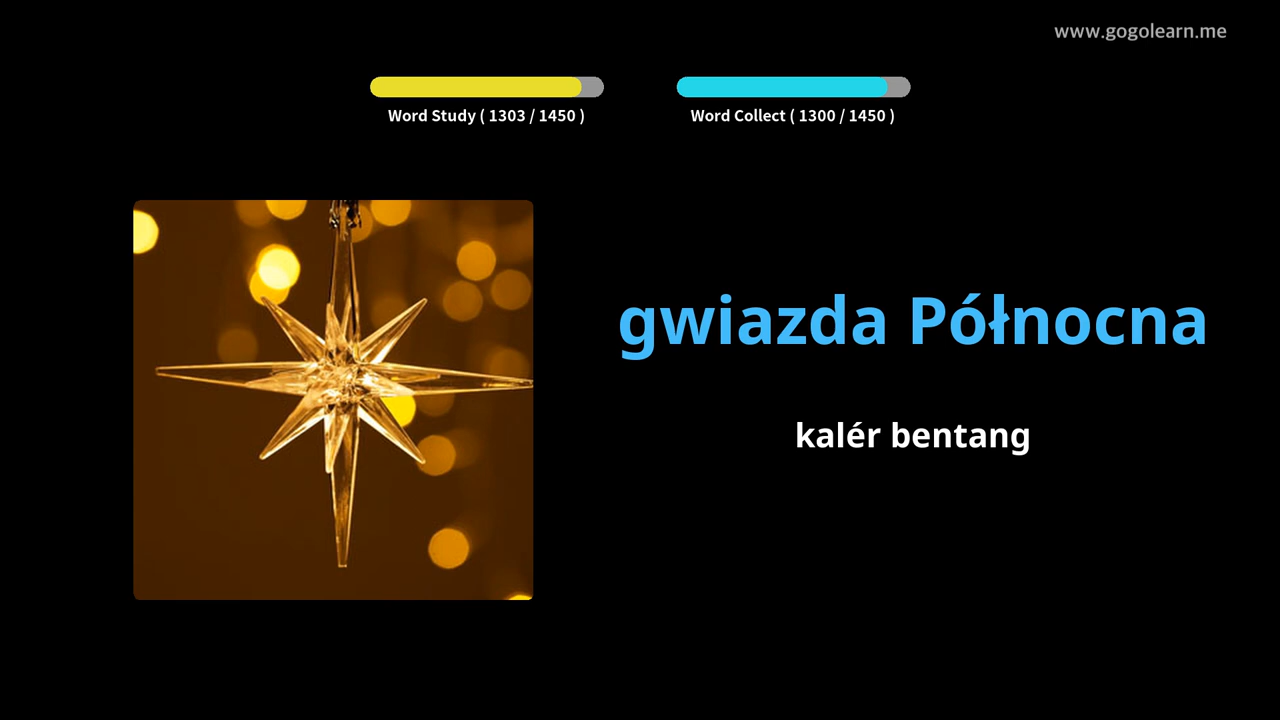 www.gogolearn.me
Word Study ( 1303 / 1450 )
Word Collect ( 1300 / 1450 )
gwiazda Północna
kalér bentang